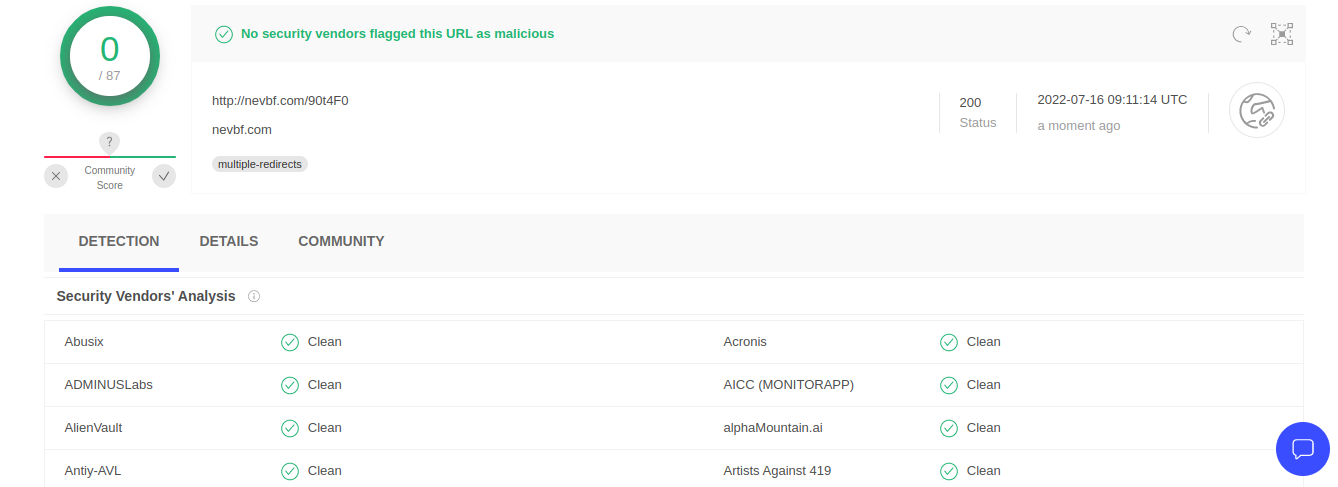 0
/ 87
?
Community
Score
No security vendors flagged this URL as malicious
http://nevbf.com/90t4F0
nevbf.com
multiple-redirects
200
Status
2022-07-16 09:11:14 UTC
a moment ago
DETECTION DETAILS COMMUNITY
Security Vendors' Analysis
Abusix Clean Acronis Clean
ADMINUSLabs Clean AICC (MONITORAPP) Clean
AlienVault Clean alphaMountain.ai Clean
Antiy-AVL Clean Artists Against 419 Clean